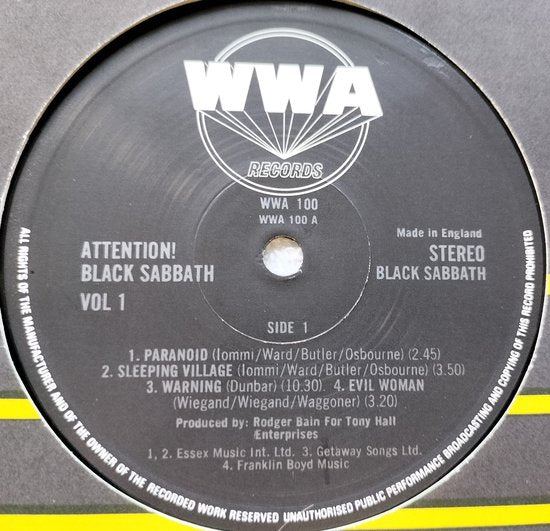 WWA
RECORDS
WWA 100
WWA 100 A
ATTENTION!
BLACK SABBATH
VOL 1
Made in England
STEREO
BLACK SABBATH
SIDE 1
1. PARANOID (Iommi/Ward/Butler/Osbourne) (2.45)
2. SLEEPING VILLAGE (Iommi/Ward/Butler/Osbourne) (3.50)
3. WARNING (Dunbar) (10.30). 4. EVIL WOMAN
(Wiegand/Wiegand/Waggoner) (3.20)
Produced by: Rodger Bain For Tony Hall
Enterprises
1, 2. Essex Music Int. Ltd. 3. Getaway Songs Ltd.
4. Franklin Boyd Music
ALL RIGHTS OF THE MANUFACTURER AND OF THE OWNER OF THE RECORDED WORK RESERVED UNAUTHORISED PUBLIC PERFORMANCE BROADCASTING AND COPYING OF THIS RECORD PROHIBITED